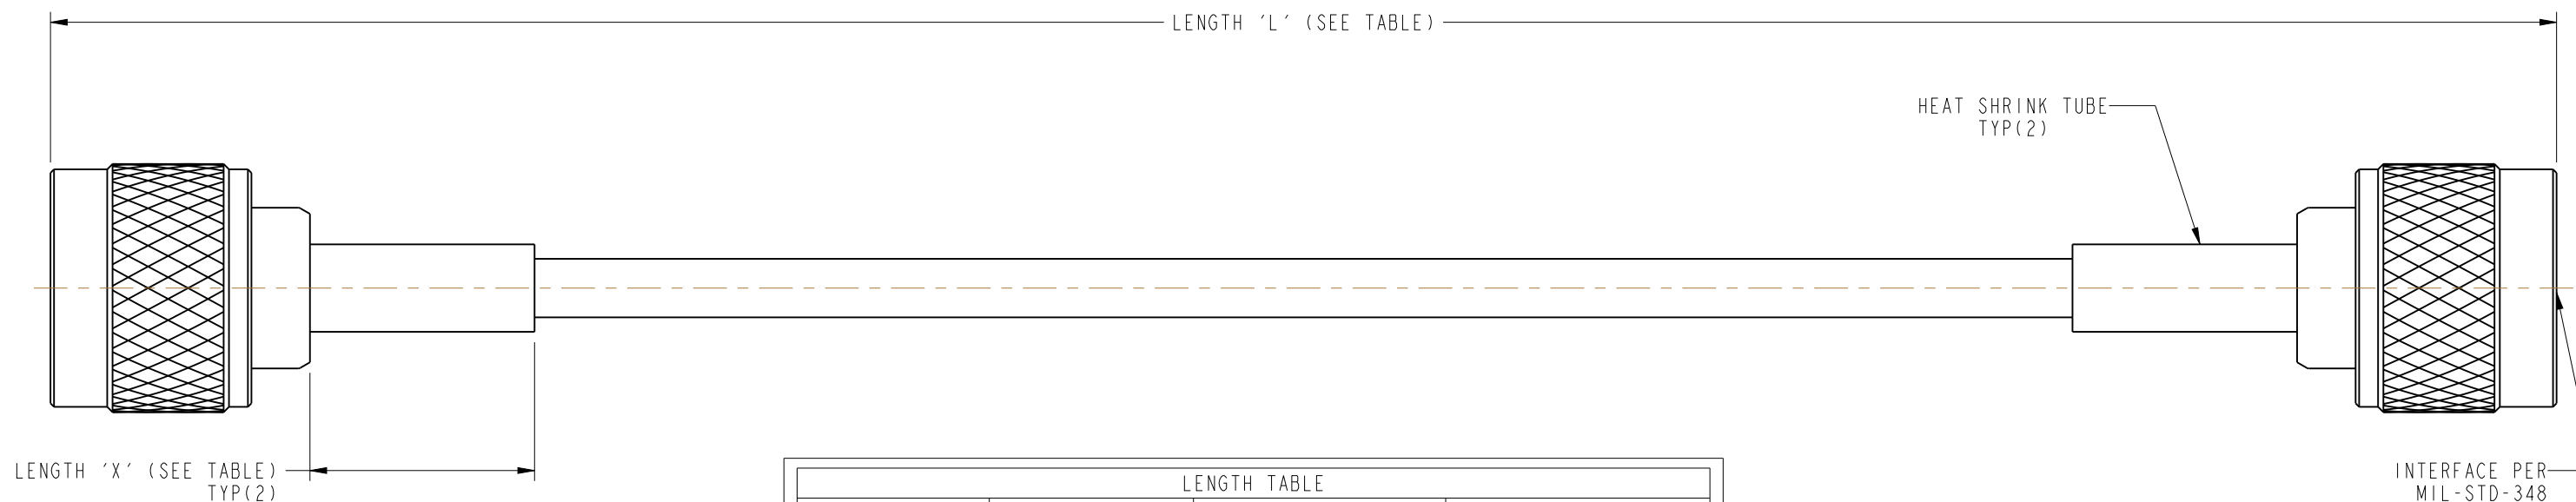 LENGTH 'L' (SEE TABLE)
HEAT SHRINK TUBE
TYP(2)
LENGTH 'X' (SEE TABLE)
TYP(2)
LENGTH TABLE
INTERFACE PER
MIL-STD-348